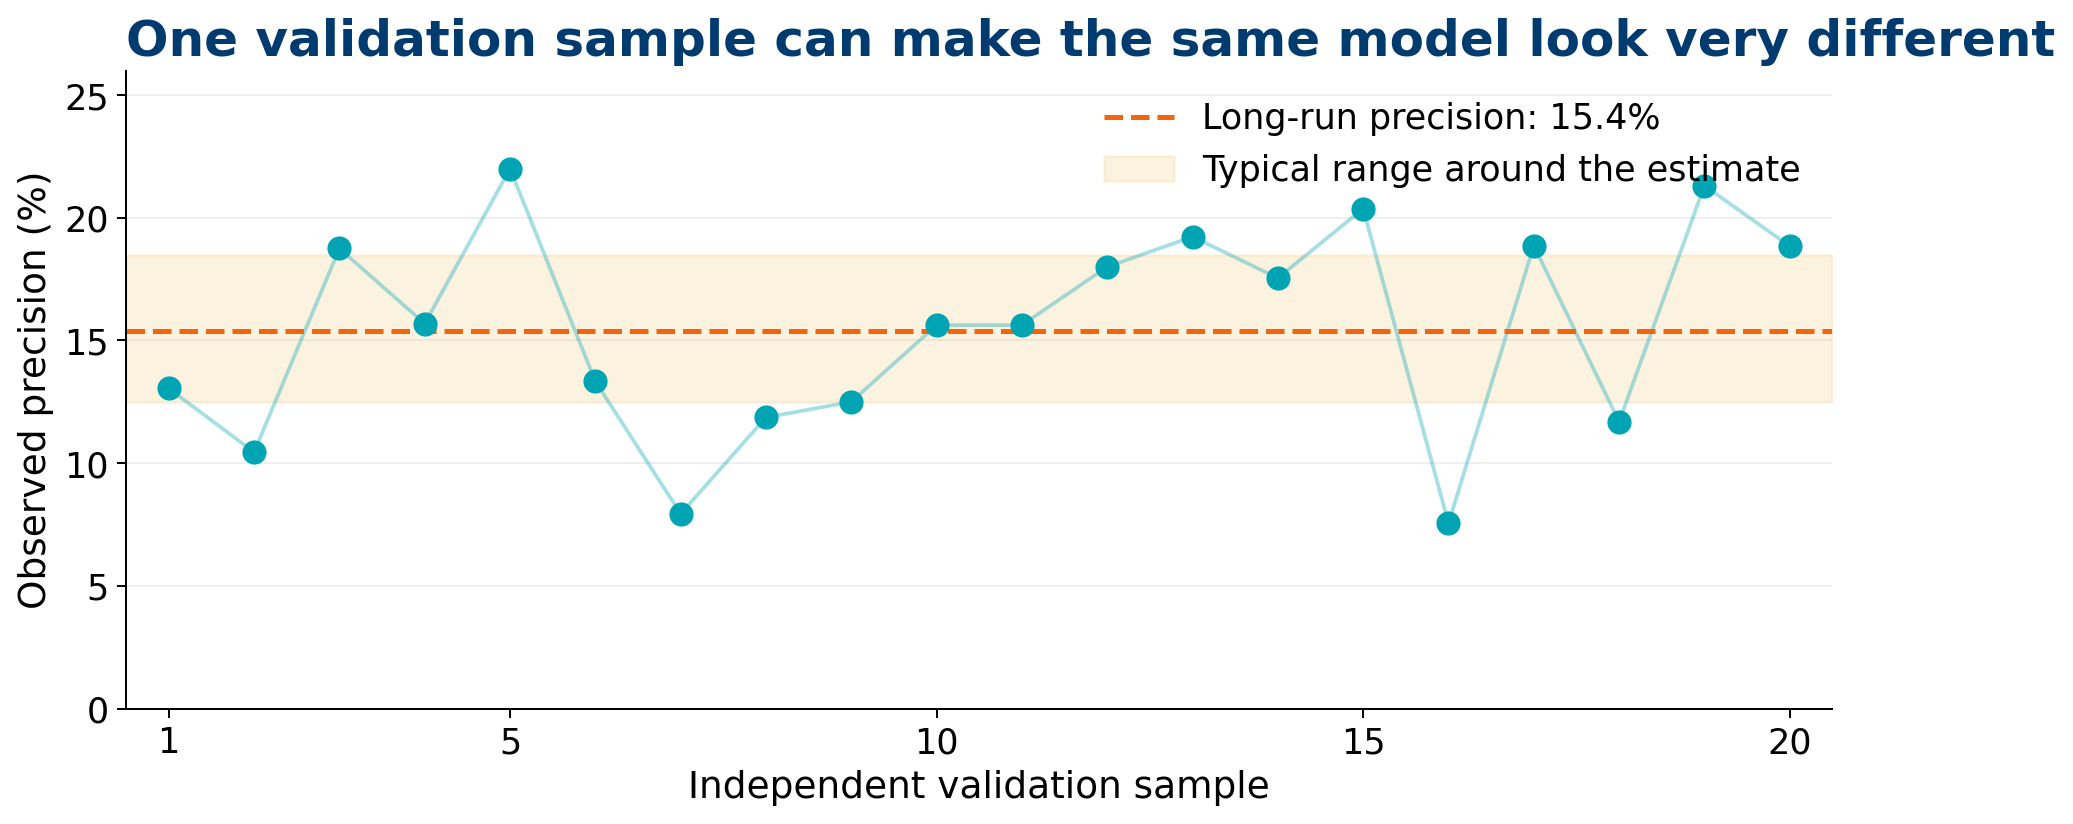 One validation sample can make the same model look very different
Long-run precision: 15.4%
Typical range around the estimate
Observed precision (%)
25
20
15
10
5
0
1 5 10 15 20
Independent validation sample